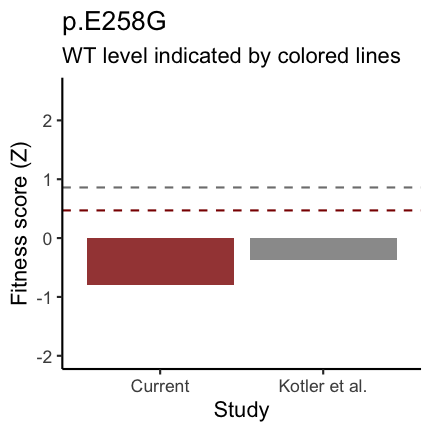 p.E258G
WT level indicated by colored lines
Fitness score (Z)
2
1
0
-1
-2
Current
Kotler et al.
Study